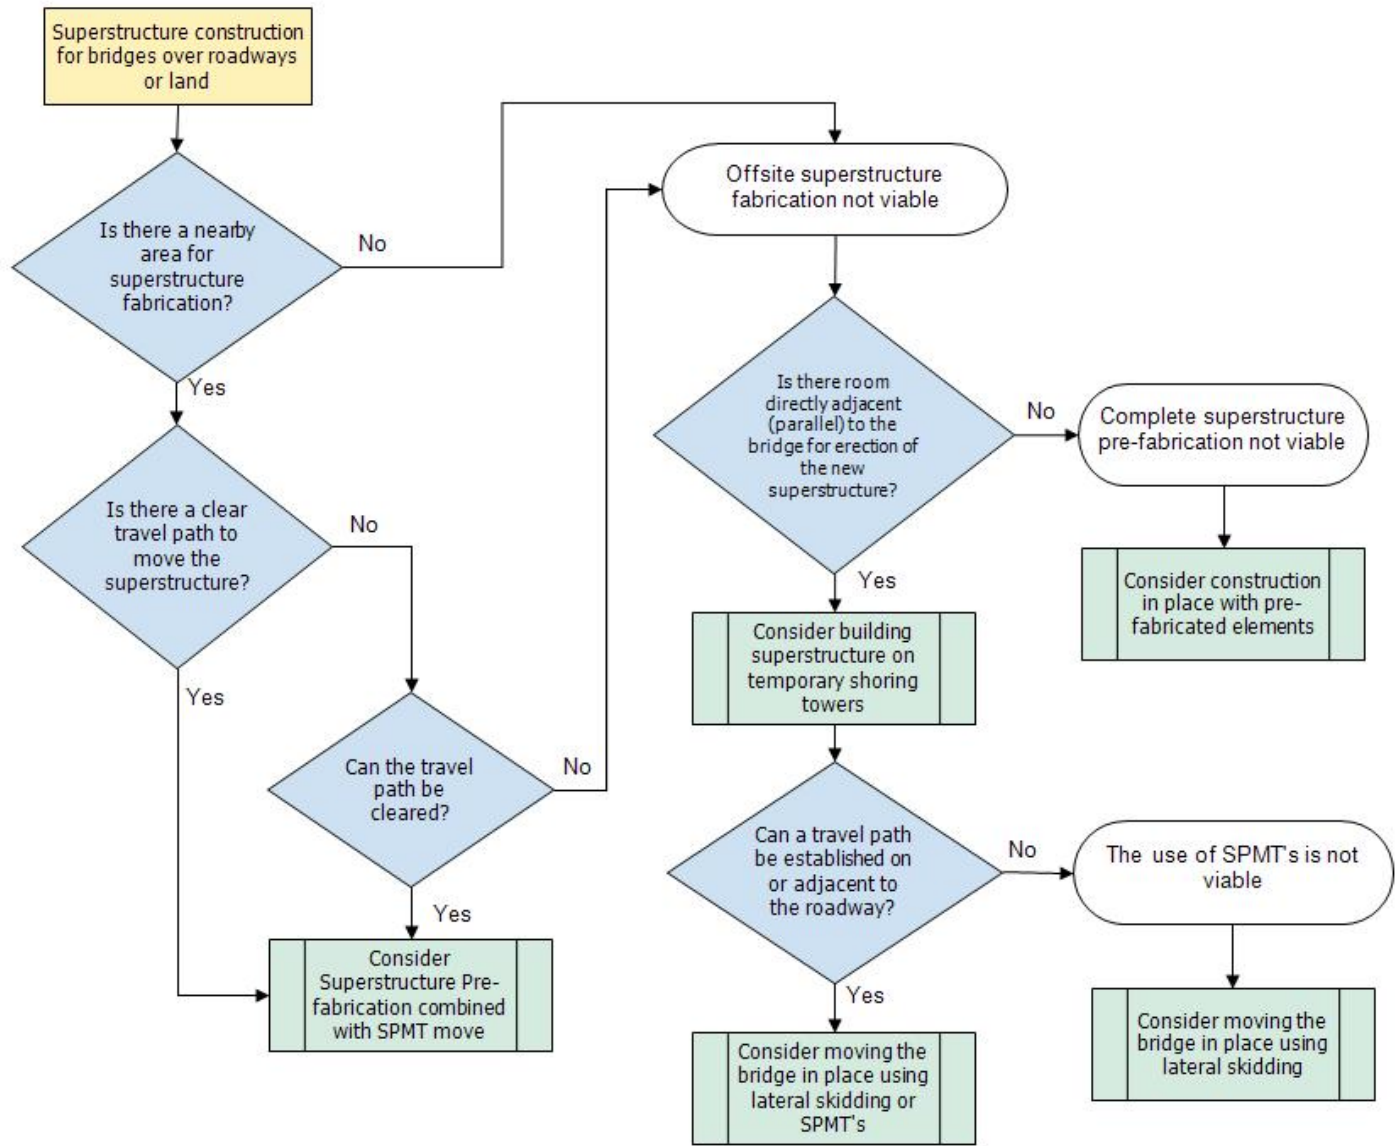 Superstructure construction
for bridges over roadways
or land
Is there a nearby
area for
superstructure
fabrication?
No
Yes
Is there a clear
travel path to
move the
superstructure?
No
Yes
Can the travel
path be
cleared?
No
Yes
Consider
Superstructure Pre-
fabrication combined
with SPMT move
Offsite superstructure
fabrication not viable
Is there room
directly adjacent
(parallel) to the
bridge for erection of
the new
superstructure?
No
Complete superstructure
pre-fabrication not viable
Consider construction
in place with pre-
fabricated elements
Yes
Consider building
superstructure on
temporary shoring
towers
Can a travel path
be established on
or adjacent to
the roadway?
No
The use of SPMT's is not
viable
Consider moving the
bridge in place using
lateral skidding
Yes
Consider moving the
bridge in place using
lateral skidding or
SPMT's